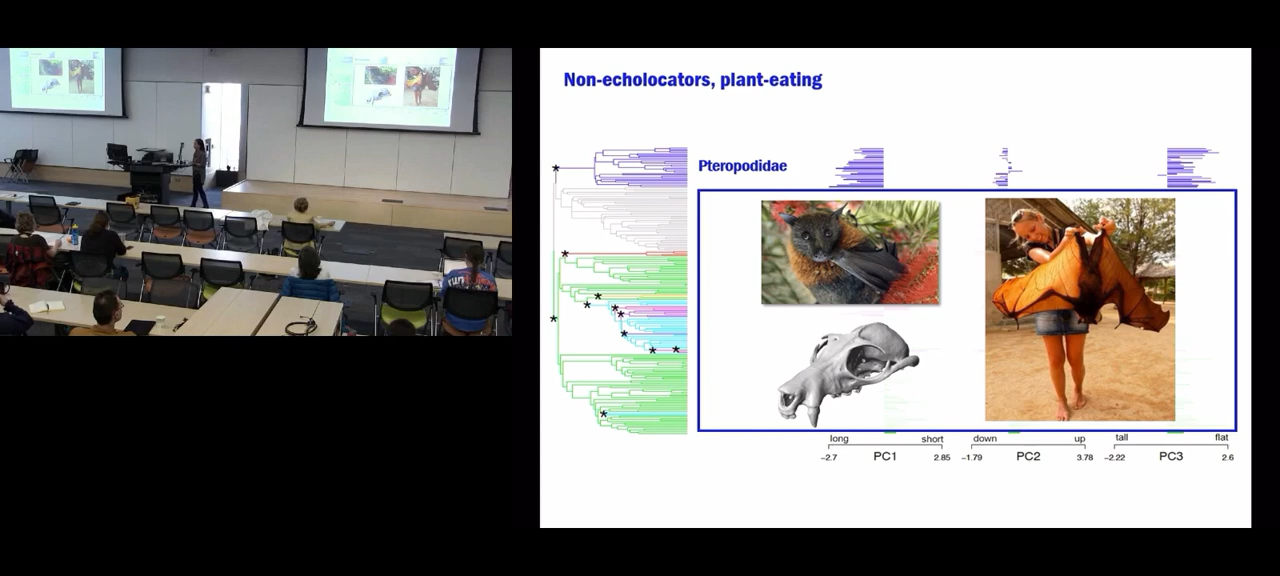 Non-echolocators, plant-eating
Pteropodidae
long short down up tall flat
−2.7 PC1 2.85 −1.79 PC2 3.78 −2.22 PC3 2.6